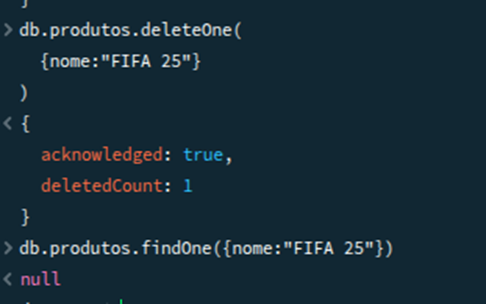 }
> db.produtos.deleteOne(
{nome:"FIFA 25"}
)
< {
acknowledged: true,
deletedCount: 1
}
> db.produtos.findOne({nome:"FIFA 25"})
< null